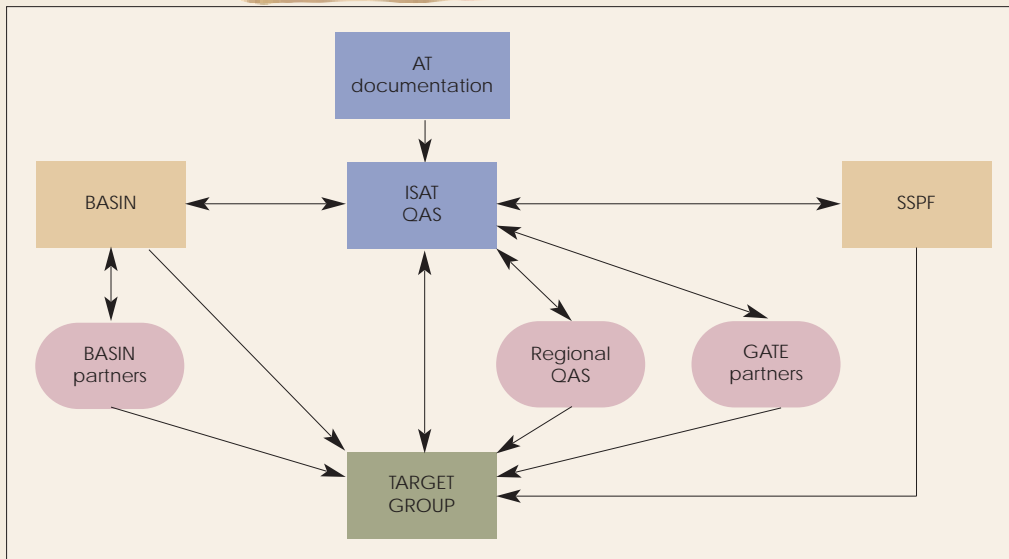 AT
documentation
BASIN
ISAT
QAS
SSPF
BASIN
partners
Regional
QAS
GATE
partners
TARGET
GROUP